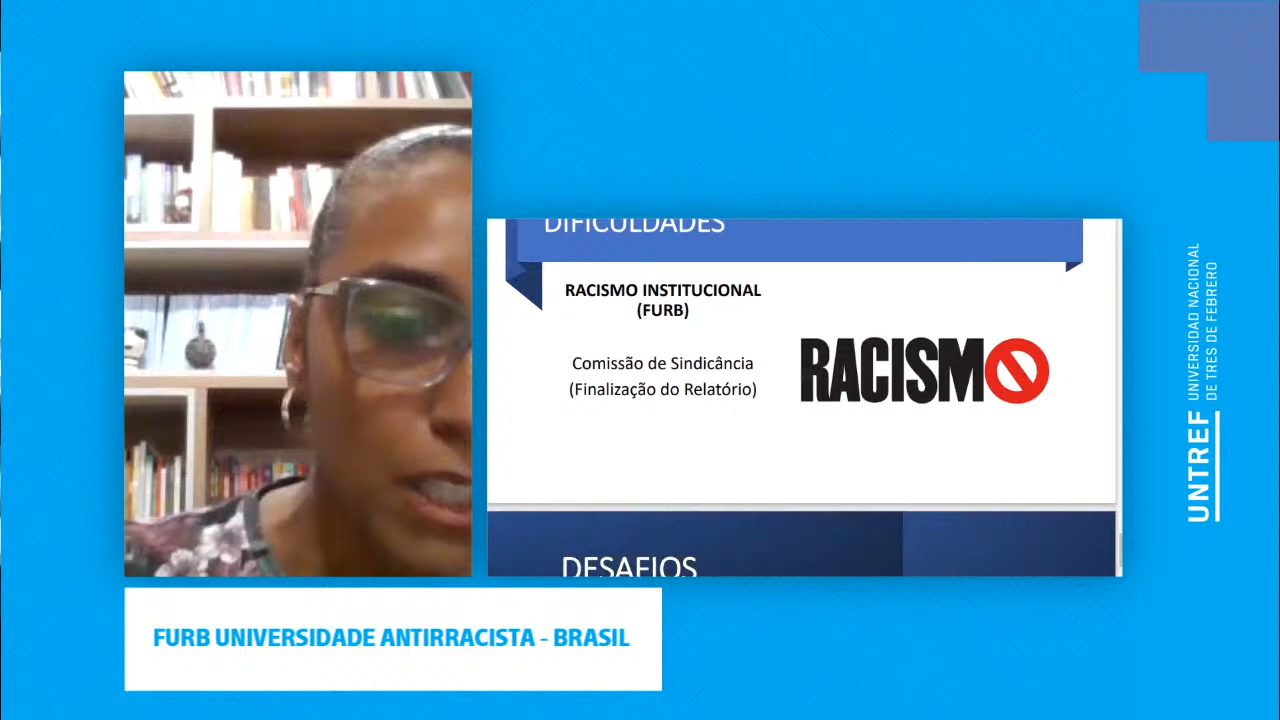 DIFICULDADES
RACISMO INSTITUCIONAL
(FURB)
Comissão de Sindicância
(Finalização do Relatório)
RACISMO
DESAFIOS
FURB UNIVERSIDADE ANTIRRACISTA - BRASIL
UNTREF
UNIVERSIDAD NACIONAL
DE TRES DE FEBRERO